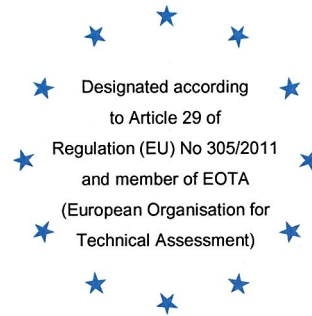 Designated according
to Article 29 of
Regulation (EU) No 305/2011
and member of EOTA
(European Organisation for
Technical Assessment)